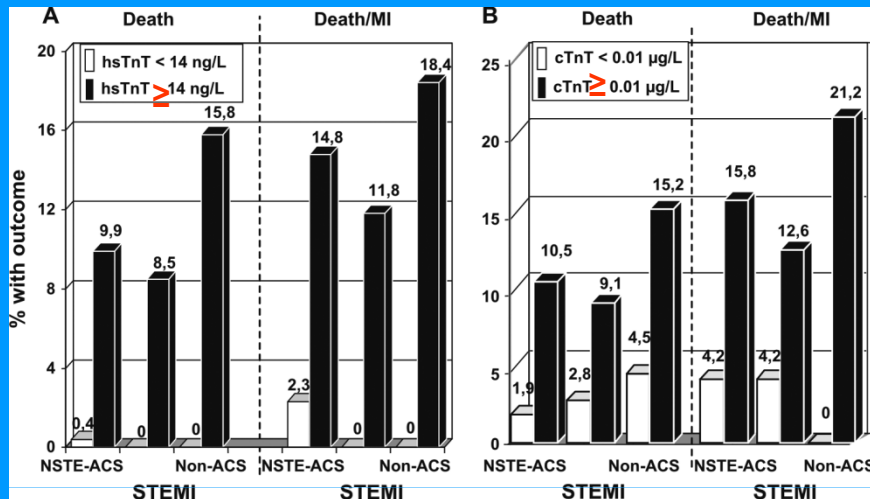 A
Death
Death/MI
% with outcome
20
16
12
8
4
0
hsTnT < 14 ng/L
hsTnT ≥ 14 ng/L
0,4
9,9
0
8,5
0
15,8
2,3
14,8
0
11,8
0
18,4
NSTE-ACS
Non-ACS
NSTE-ACS
Non-ACS
STEMI
STEMI
B
Death
Death/MI
25
20
15
10
5
0
cTnT < 0.01 µg/L
cTnT ≥ 0.01 µg/L
1,9
10,5
2,8
9,1
4,5
15,2
4,2
15,8
4,2
12,6
0
21,2
NSTE-ACS
Non-ACS
NSTE-ACS
Non-ACS
STEMI
STEMI